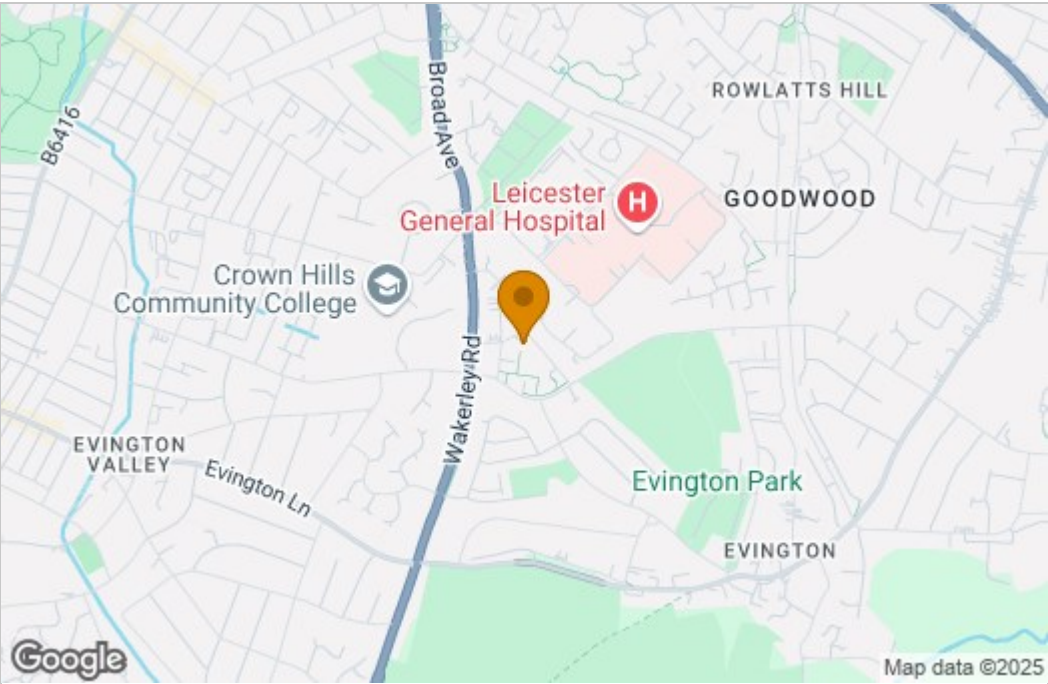 B6416
Broad Ave
ROWLATTS HILL
Leicester
General Hospital
H
GOODWOOD
Crown Hills
Community College
Wakerley Rd
EVINGTON
VALLEY
Evington Ln
Evington Park
EVINGTON
Google
Map data ©2025